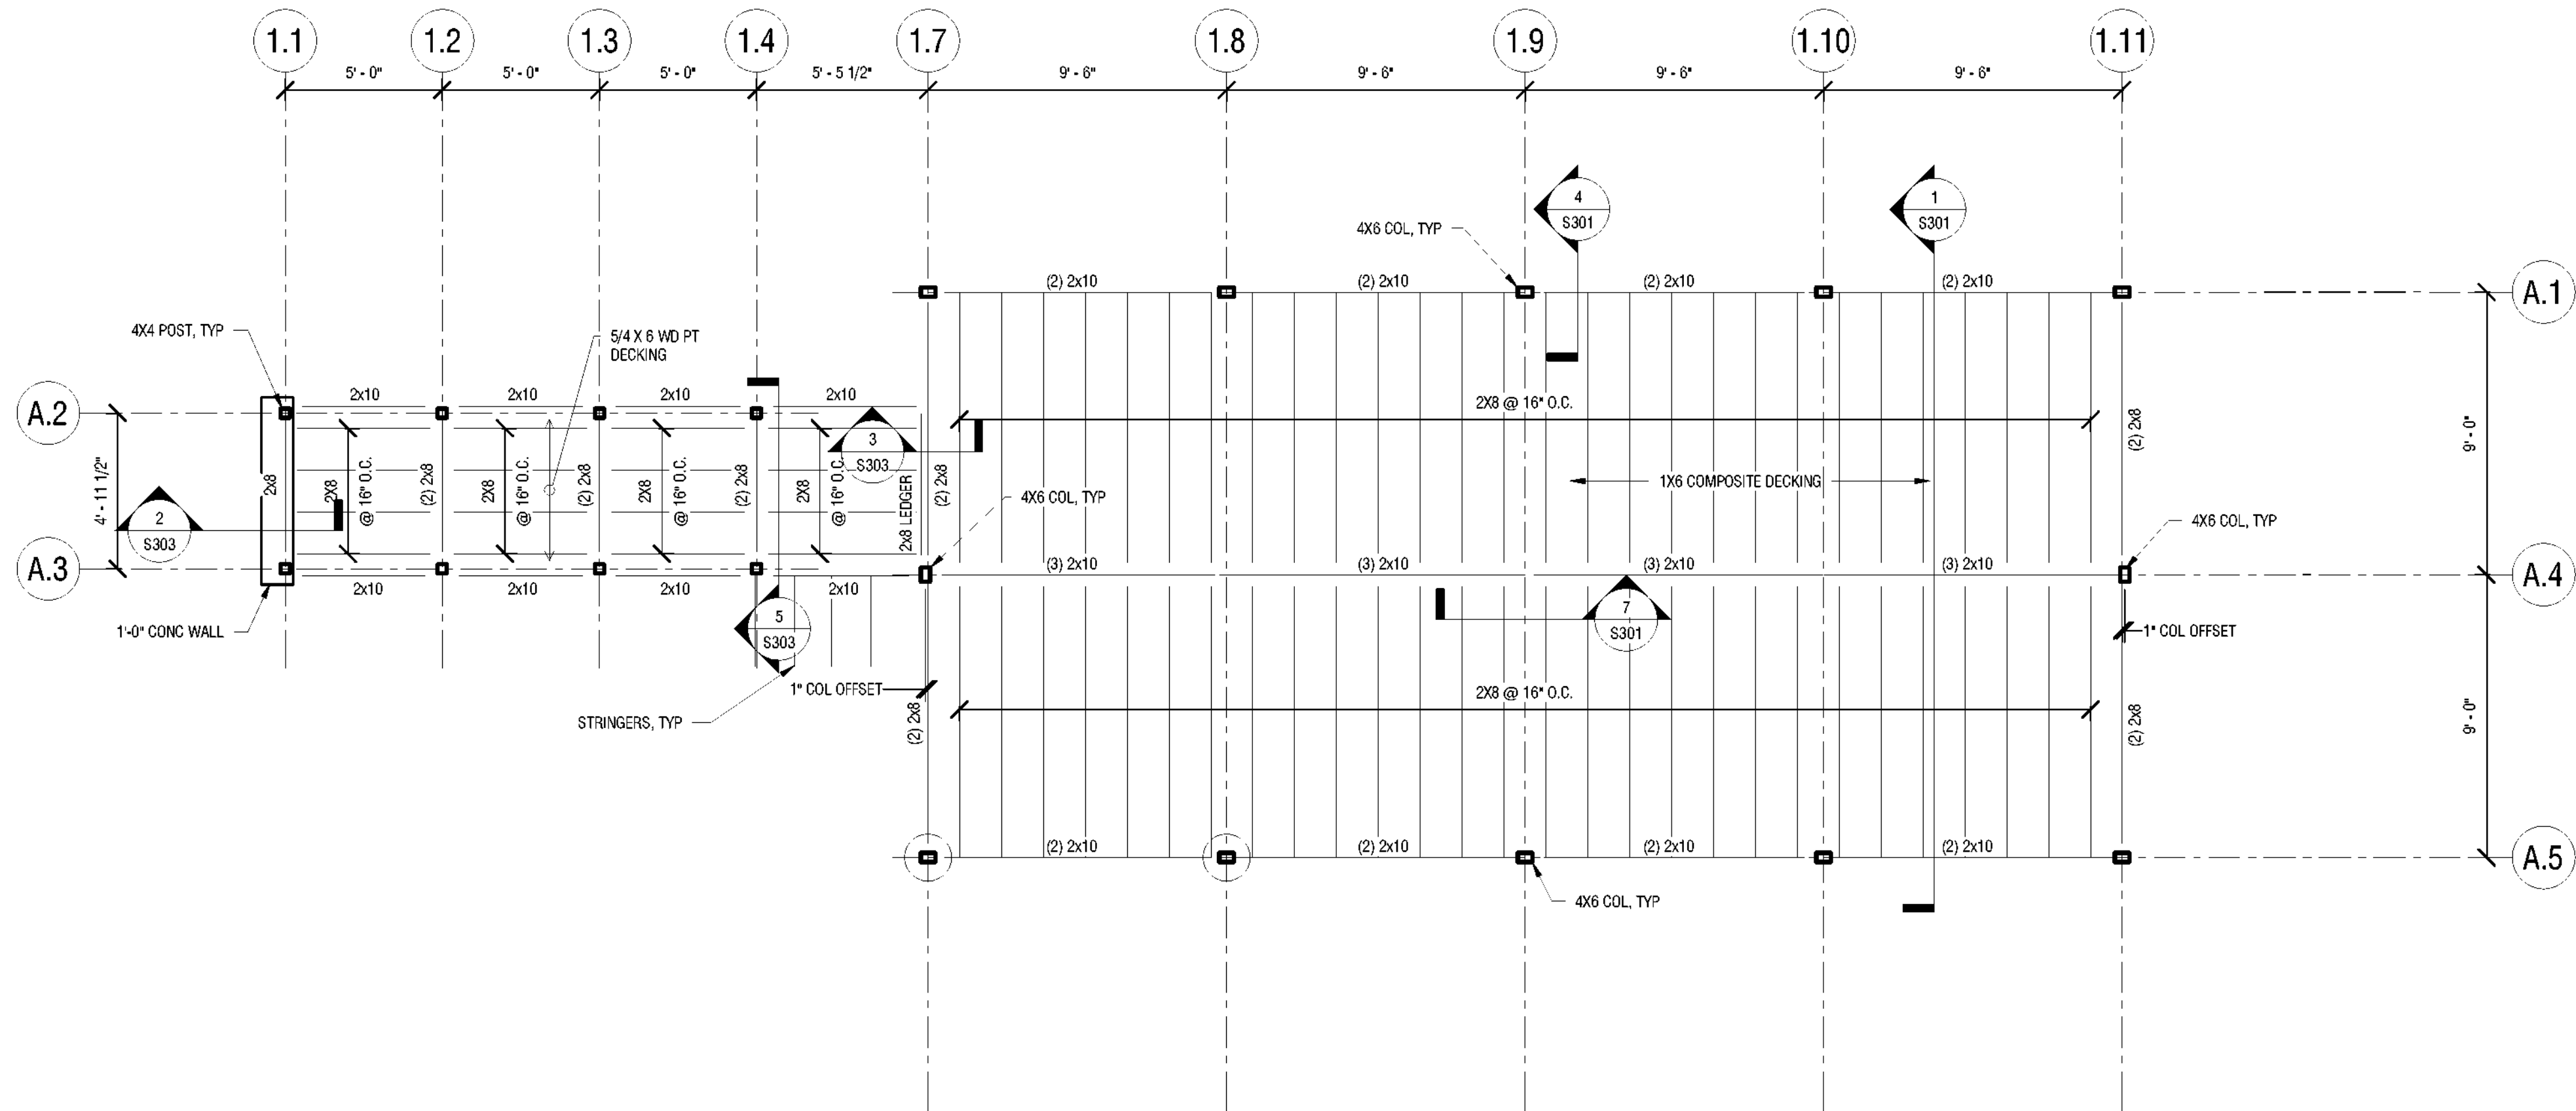 1.1
1.2
1.3
1.4
1.7
1.8
1.9
1.10
1.11
5' - 0"
5' - 0"
5' - 0"
5' - 5 1/2"
9' - 6"
9' - 6"
9' - 6"
9' - 6"
4
S301
1
S301
4X6 COL, TYP
(2) 2x10
(2) 2x10
(2) 2x10
(2) 2x10
A.1
4X4 POST, TYP
5/4 X 6 WD PT
DECKING
2x10
2x10
2x10
2x10
2X8 @ 16" O.C.
A.2
3
S303
(2) 2x8
9' - 0"
4' - 11 1/2"
2x8
2X8
@ 16" O.C.
(2) 2x8
2X8
@ 16" O.C.
(2) 2x8
2X8
@ 16" O.C.
(2) 2x8
2X8
@ 16" O.C.
2x8 LEDGER
(2) 2x8
1X6 COMPOSITE DECKING
4X6 COL, TYP
2
S303
4X6 COL, TYP
A.3
(3) 2x10
(3) 2x10
(3) 2x10
(3) 2x10
A.4
2x10
2x10
2x10
2x10
7
S301
5
S303
1'-0" CONC WALL
1" COL OFFSET
1" COL OFFSET
2X8 @ 16" O.C.
STRINGERS, TYP
(2) 2x8
(2) 2x8
9' - 0"
(2) 2x10
(2) 2x10
(2) 2x10
(2) 2x10
A.5
4X6 COL, TYP